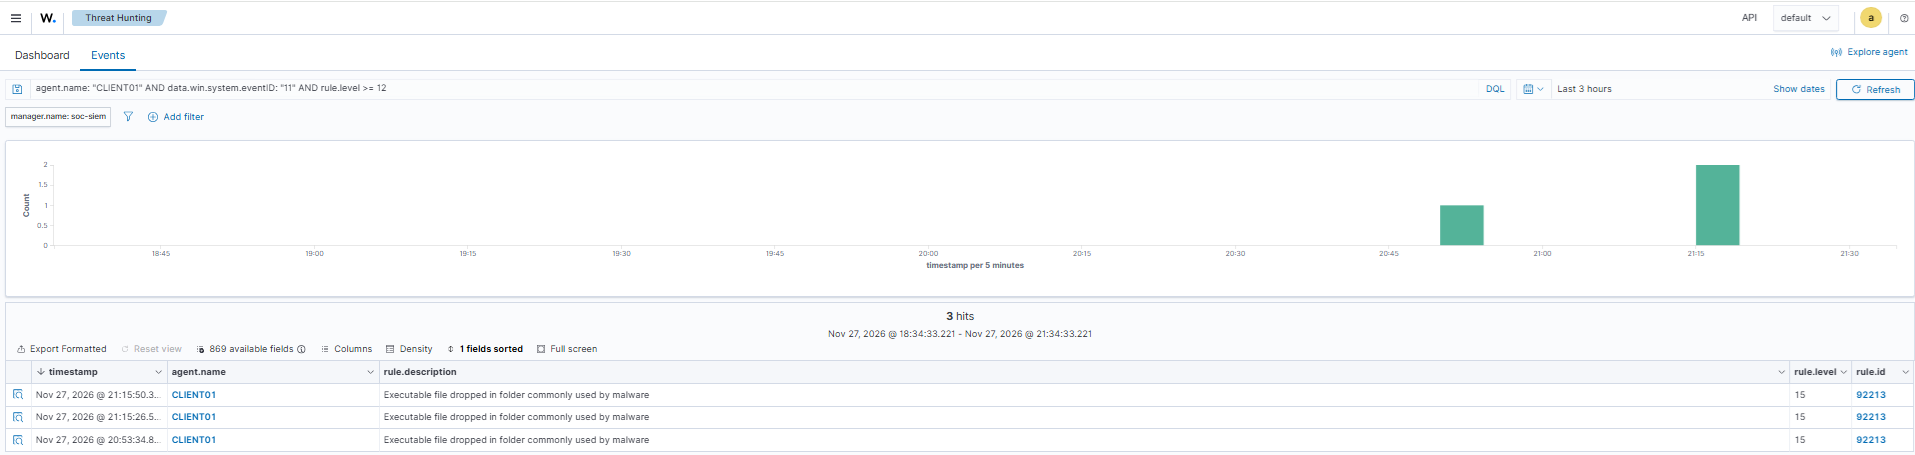 W. Threat Hunting API default a
Dashboard Events Explore agent
agent.name: "CLIENT01" AND data.win.system.eventID: "11" AND rule.level >= 12 DQL Last 3 hours Show dates Refresh
manager.name: soc-siem Add filter
Count
2
1.5
1
0.5
0
18:45 19:00 19:15 19:30 19:45 20:00 20:15 20:30 20:45 21:00 21:15 21:30
timestamp per 5 minutes
3 hits
Nov 27, 2026 @ 18:34:33.221 - Nov 27, 2026 @ 21:34:33.221
Export Formatted Reset view 869 available fields Columns Density 1 fields sorted Full screen
timestamp agent.name rule.description rule.level rule.id
Nov 27, 2026 @ 21:15:50.3... CLIENT01 Executable file dropped in folder commonly used by malware 15 92213
Nov 27, 2026 @ 21:15:26.5... CLIENT01 Executable file dropped in folder commonly used by malware 15 92213
Nov 27, 2026 @ 20:53:34.8... CLIENT01 Executable file dropped in folder commonly used by malware 15 92213